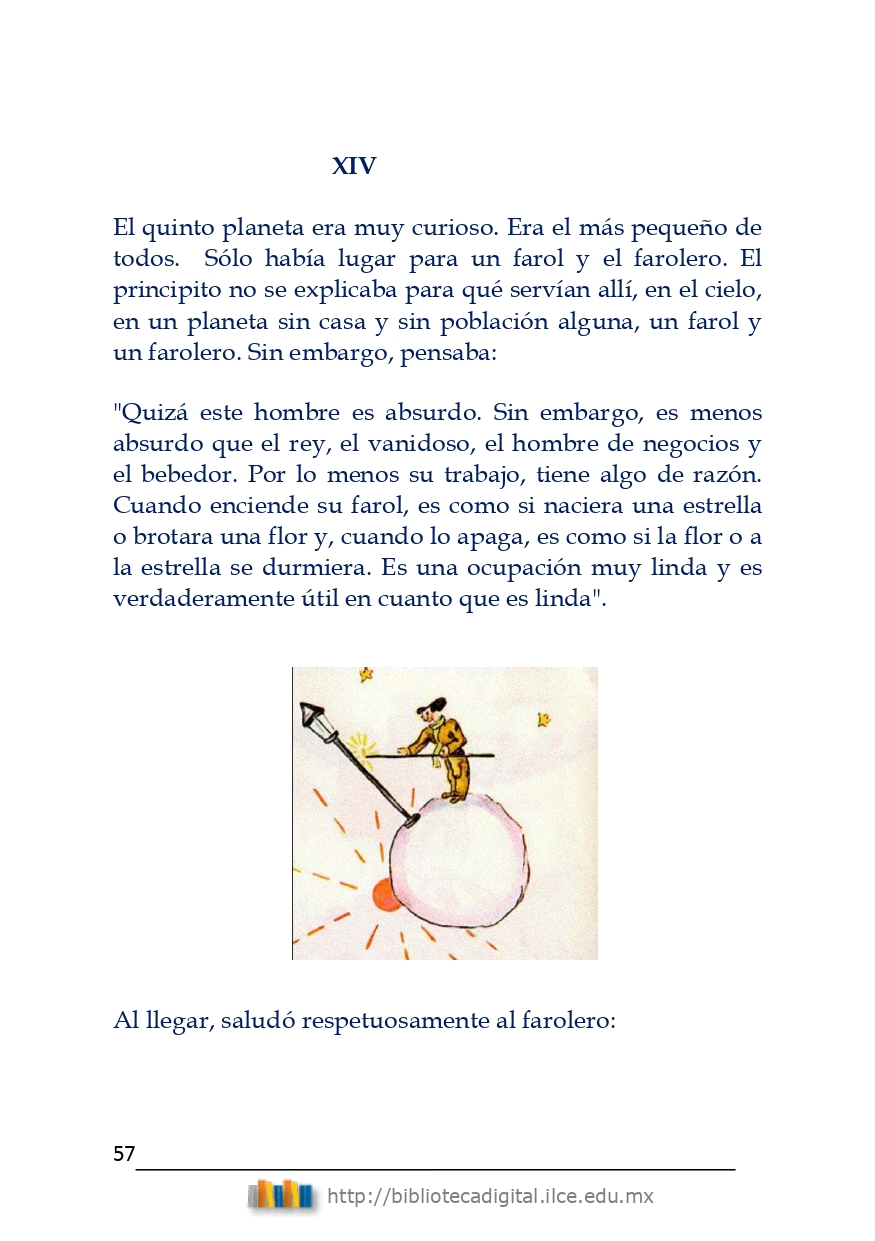 XIV
El quinto planeta era muy curioso. Era el más pequeño de
todos. Sólo había lugar para un farol y el farolero. El
principito no se explicaba para qué servían allí, en el cielo,
en un planeta sin casa y sin población alguna, un farol y
un farolero. Sin embargo, pensaba:
"Quizá este hombre es absurdo. Sin embargo, es menos
absurdo que el rey, el vanidoso, el hombre de negocios y
el bebedor. Por lo menos su trabajo, tiene algo de razón.
Cuando enciende su farol, es como si naciera una estrella
o brotara una flor y, cuando lo apaga, es como si la flor o a
la estrella se durmiera. Es una ocupación muy linda y es
verdaderamente útil en cuanto que es linda".
Al llegar, saludó respetuosamente al farolero:
57
http://bibliotecadigital.ilce.edu.mx